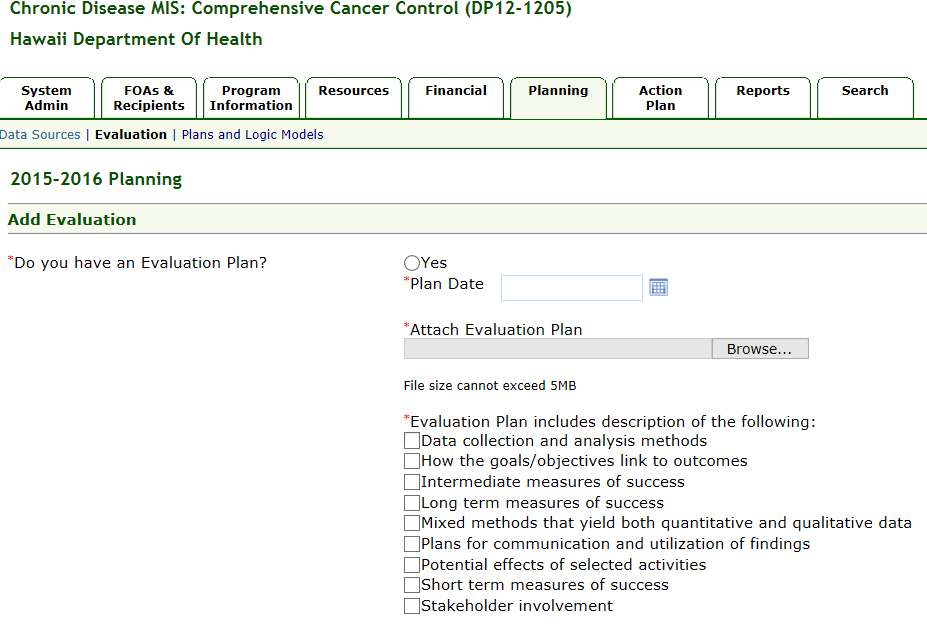 Chronic Disease MIS: Comprehensive Cancer Control (DP12-1205)
Hawaii Department Of Health
System Admin
FOAs & Recipients
Program Information
Resources
Financial
Planning
Action Plan
Reports
Search
Data Sources | Evaluation | Plans and Logic Models
2015-2016 Planning
Add Evaluation
*Do you have an Evaluation Plan?
Yes
*Plan Date
*Attach Evaluation Plan
Browse...
File size cannot exceed 5MB
*Evaluation Plan includes description of the following:
Data collection and analysis methods
How the goals/objectives link to outcomes
Intermediate measures of success
Long term measures of success
Mixed methods that yield both quantitative and qualitative data
Plans for communication and utilization of findings
Potential effects of selected activities
Short term measures of success
Stakeholder involvement